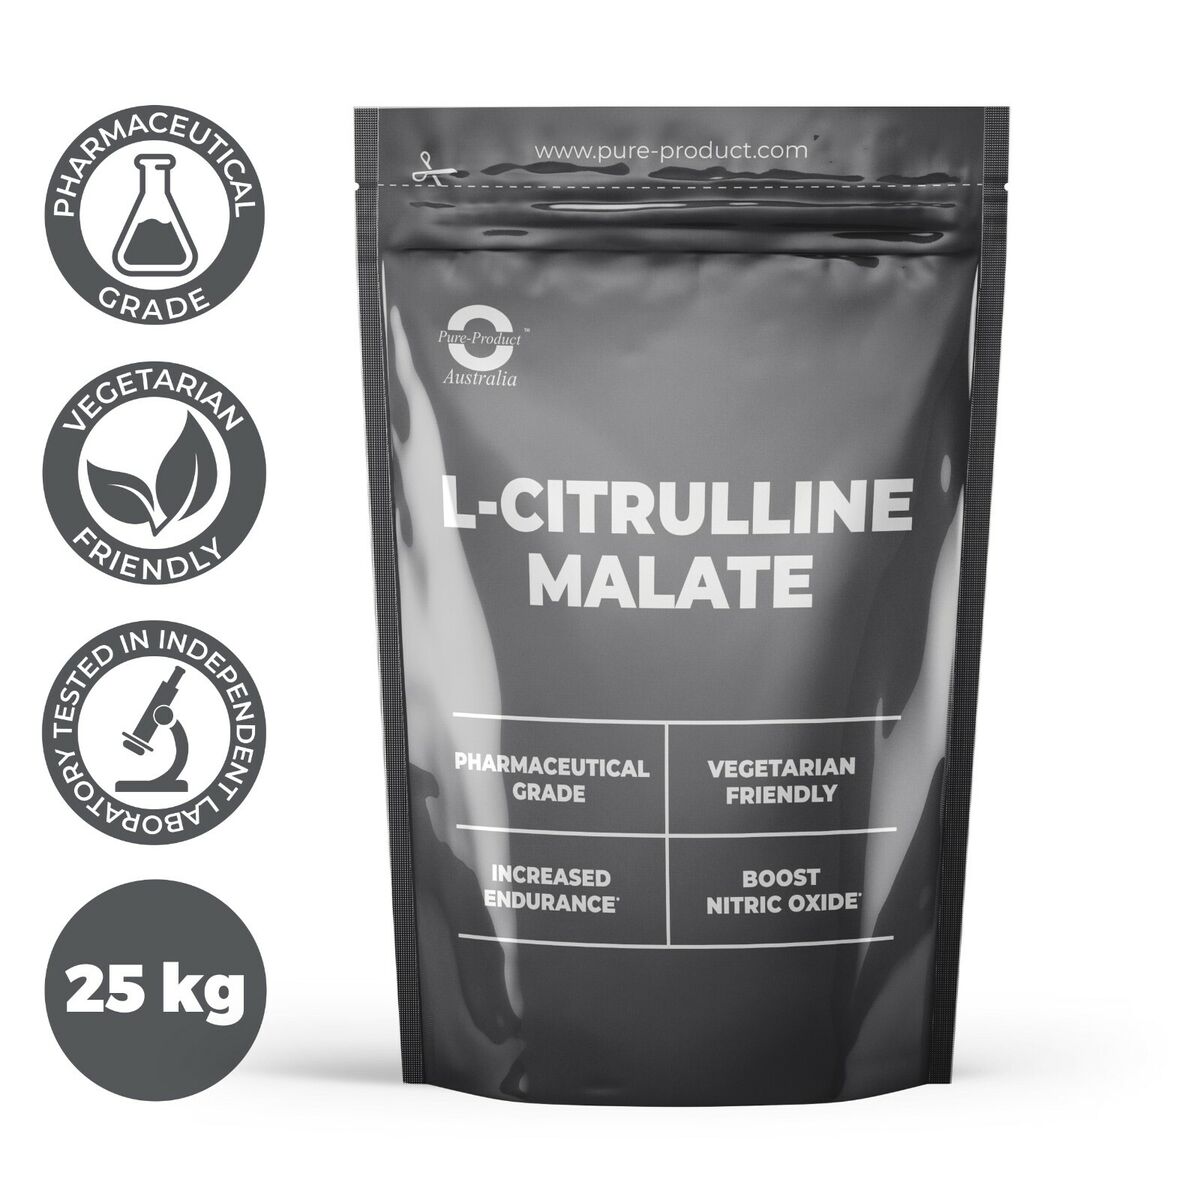 PHARMACEUTICAL
GRADE
VEGETARIAN
FRIENDLY
LABORATORY TESTED IN INDEPENDENT
25 kg
www.pure-product.com
Pure-Product™
Australia
L-CITRULLINE
MALATE
PHARMACEUTICAL
GRADE
VEGETARIAN
FRIENDLY
INCREASED
ENDURANCE*
BOOST
NITRIC OXIDE*